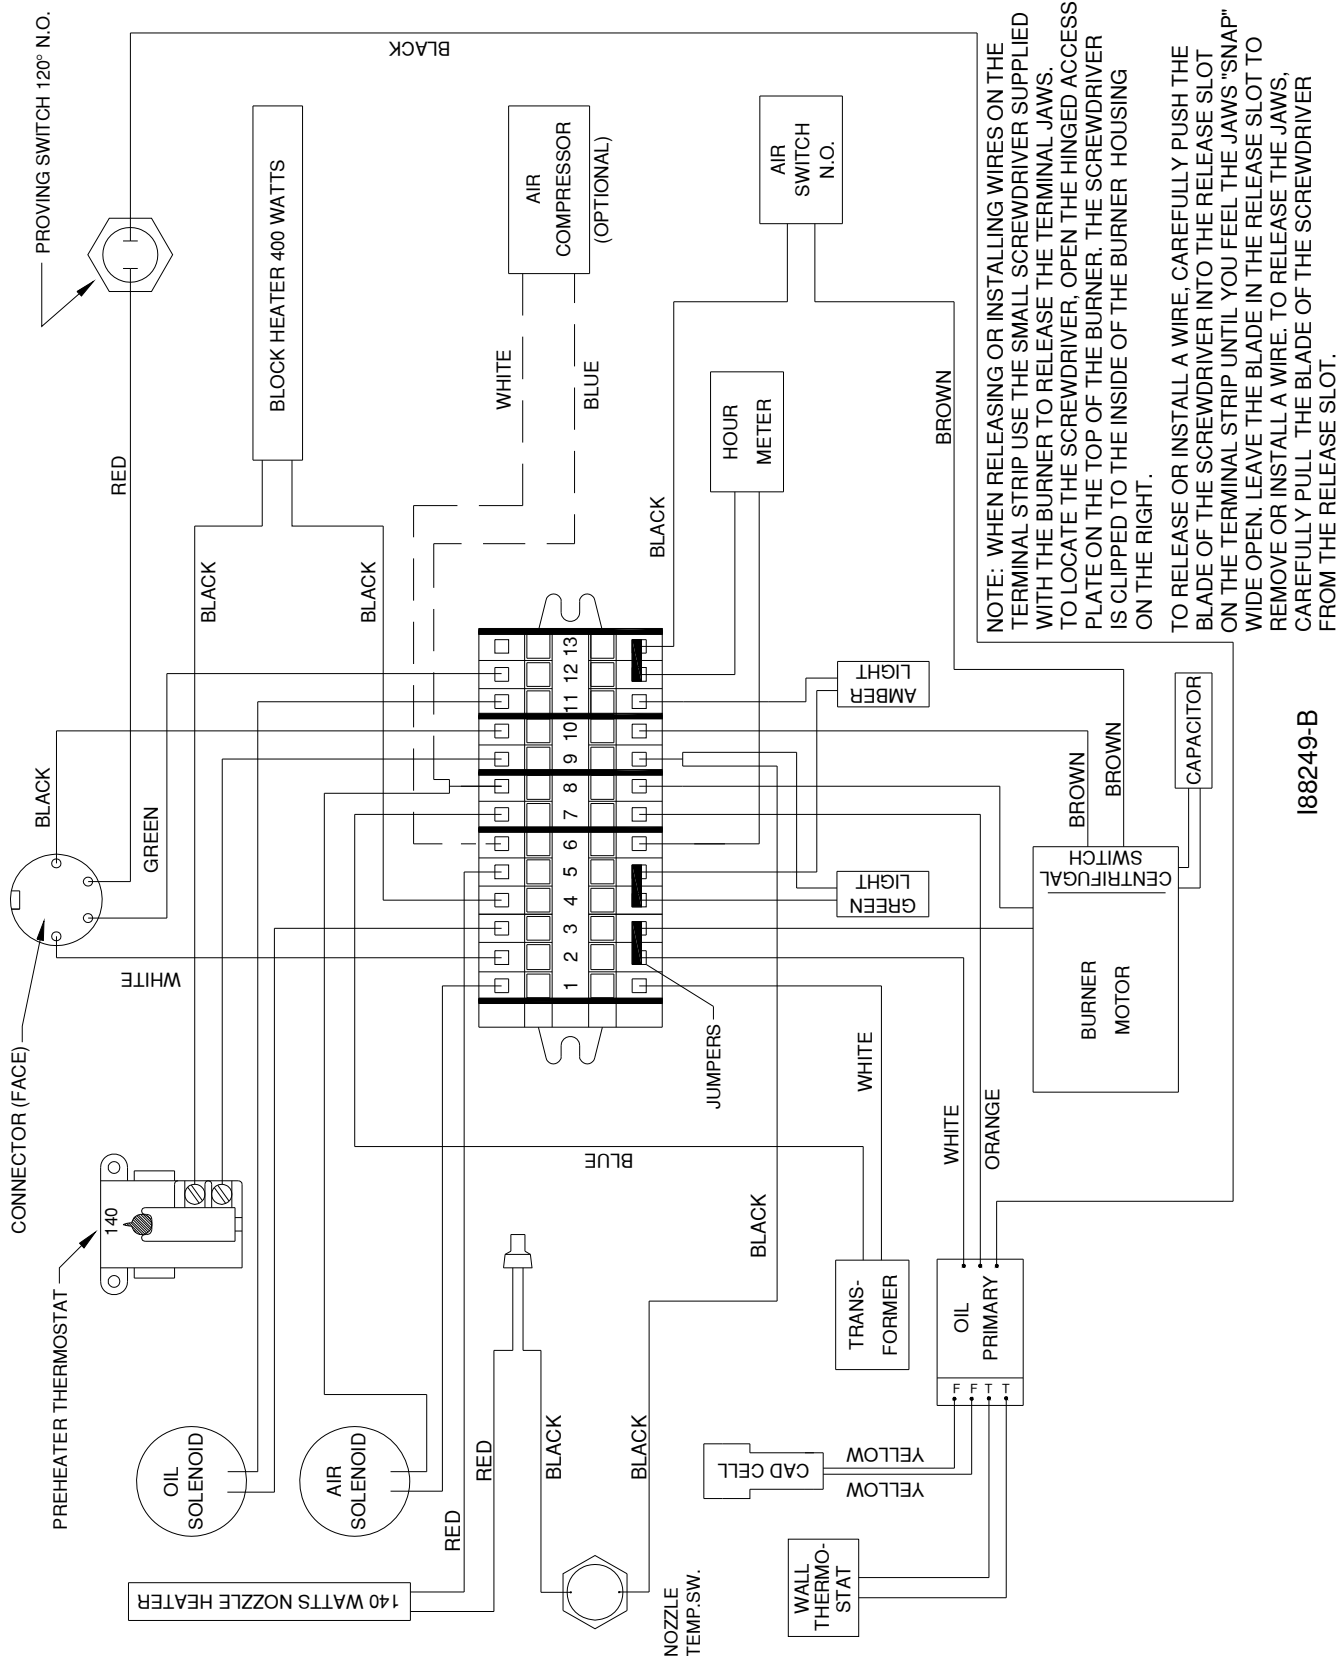 PROVING SWITCH 120° N.O.
BLACK
RED
BLOCK HEATER 400 WATTS
BLACK
BLACK
AIR
COMPRESSOR
(OPTIONAL)
WHITE
BLUE
AIR
SWITCH
N.O.
BROWN
HOUR
METER
BLACK
CONNECTOR (FACE)
BLACK
GREEN
WHITE
1
2
3
4
5
6
7
8
9
10
11
12
13
JUMPERS
AMBER
LIGHT
GREEN
LIGHT
BROWN
BROWN
CAPACITOR
CENTRIFUGAL
SWITCH
BURNER
MOTOR
PREHEATER THERMOSTAT
140
BLUE
WHITE
WHITE
ORANGE
BLACK
TRANS-
FORMER
OIL
PRIMARY
F
F
T
T
OIL
SOLENOID
AIR
SOLENOID
RED
RED
BLACK
BLACK
140 WATTS NOZZLE HEATER
NOZZLE
TEMP.SW.
CAD CELL
YELLOW
YELLOW
WALL
THERMO-
STAT
NOTE: WHEN RELEASING OR INSTALLING WIRES ON THE
TERMINAL STRIP USE THE SMALL SCREWDRIVER SUPPLIED
WITH THE BURNER TO RELEASE THE TERMINAL JAWS.
TO LOCATE THE SCREWDRIVER, OPEN THE HINGED ACCESS
PLATE ON THE TOP OF THE BURNER. THE SCREWDRIVER
IS CLIPPED TO THE INSIDE OF THE BURNER HOUSING
ON THE RIGHT.
TO RELEASE OR INSTALL A WIRE, CAREFULLY PUSH THE
BLADE OF THE SCREWDRIVER INTO THE RELEASE SLOT
ON THE TERMINAL STRIP UNTIL YOU FEEL THE JAWS "SNAP"
WIDE OPEN. LEAVE THE BLADE IN THE RELEASE SLOT TO
REMOVE OR INSTALL A WIRE. TO RELEASE THE JAWS,
CAREFULLY PULL THE BLADE OF THE SCREWDRIVER
FROM THE RELEASE SLOT.
I88249-B